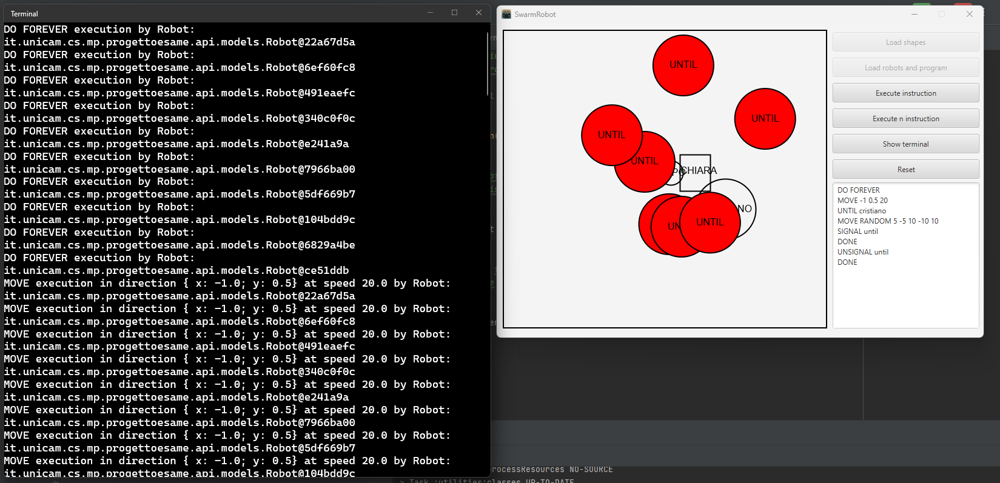 Terminal
DO FOREVER execution by Robot:
it.unicam.cs.mp.progettoesame.api.models.Robot@22a67d5a
DO FOREVER execution by Robot:
it.unicam.cs.mp.progettoesame.api.models.Robot@6ef60fc8
DO FOREVER execution by Robot:
it.unicam.cs.mp.progettoesame.api.models.Robot@491eaefc
DO FOREVER execution by Robot:
it.unicam.cs.mp.progettoesame.api.models.Robot@340c0f0c
DO FOREVER execution by Robot:
it.unicam.cs.mp.progettoesame.api.models.Robot@e241a9a
DO FOREVER execution by Robot:
it.unicam.cs.mp.progettoesame.api.models.Robot@7966ba00
DO FOREVER execution by Robot:
it.unicam.cs.mp.progettoesame.api.models.Robot@5df669b7
DO FOREVER execution by Robot:
it.unicam.cs.mp.progettoesame.api.models.Robot@104bdd9c
DO FOREVER execution by Robot:
it.unicam.cs.mp.progettoesame.api.models.Robot@6829a4be
DO FOREVER execution by Robot:
it.unicam.cs.mp.progettoesame.api.models.Robot@ce51ddb
MOVE execution in direction { x: -1.0; y: 0.5} at speed 20.0 by Robot:
it.unicam.cs.mp.progettoesame.api.models.Robot@22a67d5a
MOVE execution in direction { x: -1.0; y: 0.5} at speed 20.0 by Robot:
it.unicam.cs.mp.progettoesame.api.models.Robot@6ef60fc8
MOVE execution in direction { x: -1.0; y: 0.5} at speed 20.0 by Robot:
it.unicam.cs.mp.progettoesame.api.models.Robot@491eaefc
MOVE execution in direction { x: -1.0; y: 0.5} at speed 20.0 by Robot:
it.unicam.cs.mp.progettoesame.api.models.Robot@340c0f0c
MOVE execution in direction { x: -1.0; y: 0.5} at speed 20.0 by Robot:
it.unicam.cs.mp.progettoesame.api.models.Robot@e241a9a
MOVE execution in direction { x: -1.0; y: 0.5} at speed 20.0 by Robot:
it.unicam.cs.mp.progettoesame.api.models.Robot@7966ba00
MOVE execution in direction { x: -1.0; y: 0.5} at speed 20.0 by Robot:
it.unicam.cs.mp.progettoesame.api.models.Robot@5df669b7
MOVE execution in direction { x: -1.0; y: 0.5} at speed 20.0 by Robot:
it.unicam.cs.mp.progettoesame.api.models.Robot@104bdd9c
SwarmRobot
UNTIL
UNTIL
UNTIL
UNTIL
CHIARA
NO
UNTIL
Load shapes
Load robots and program
Execute instruction
Execute n instruction
Show terminal
Reset
DO FOREVER
MOVE -1 0.5 20
UNTIL cristiano
MOVE RANDOM 5 -5 10 -10 10
SIGNAL until
DONE
UNSIGNAL until
DONE
processResources NO-SOURCE
> Task :utilities:classes UP-TO-DATE